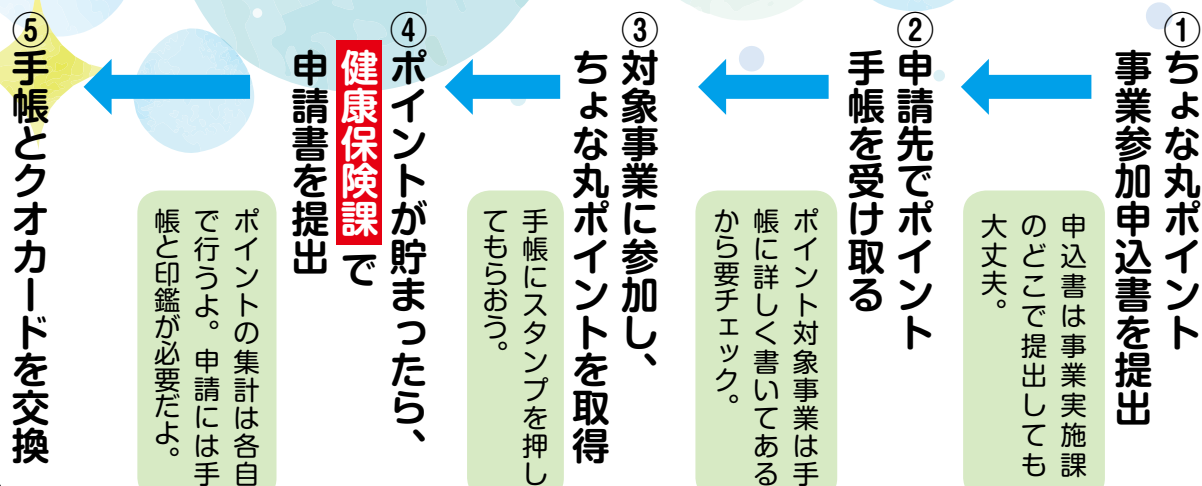 ①ちょな丸ポイント
事業参加申込書を提出
申込書は事業実施課
のどこで提出しても
大丈夫。
②申請先でポイント
手帳を受け取る
ポイント対象事業は手
帳に詳しく書いてある
から要チェック。
③対象事業に参加し、
ちょな丸ポイントを取得
手帳にスタンプを押し
てもらおう。
④ポイントが貯まったら、
健康保険課で
申請書を提出
ポイントの集計は各自
で行うよ。申請には手
帳と印鑑が必要だよ。
⑤手帳とクオカードを交換